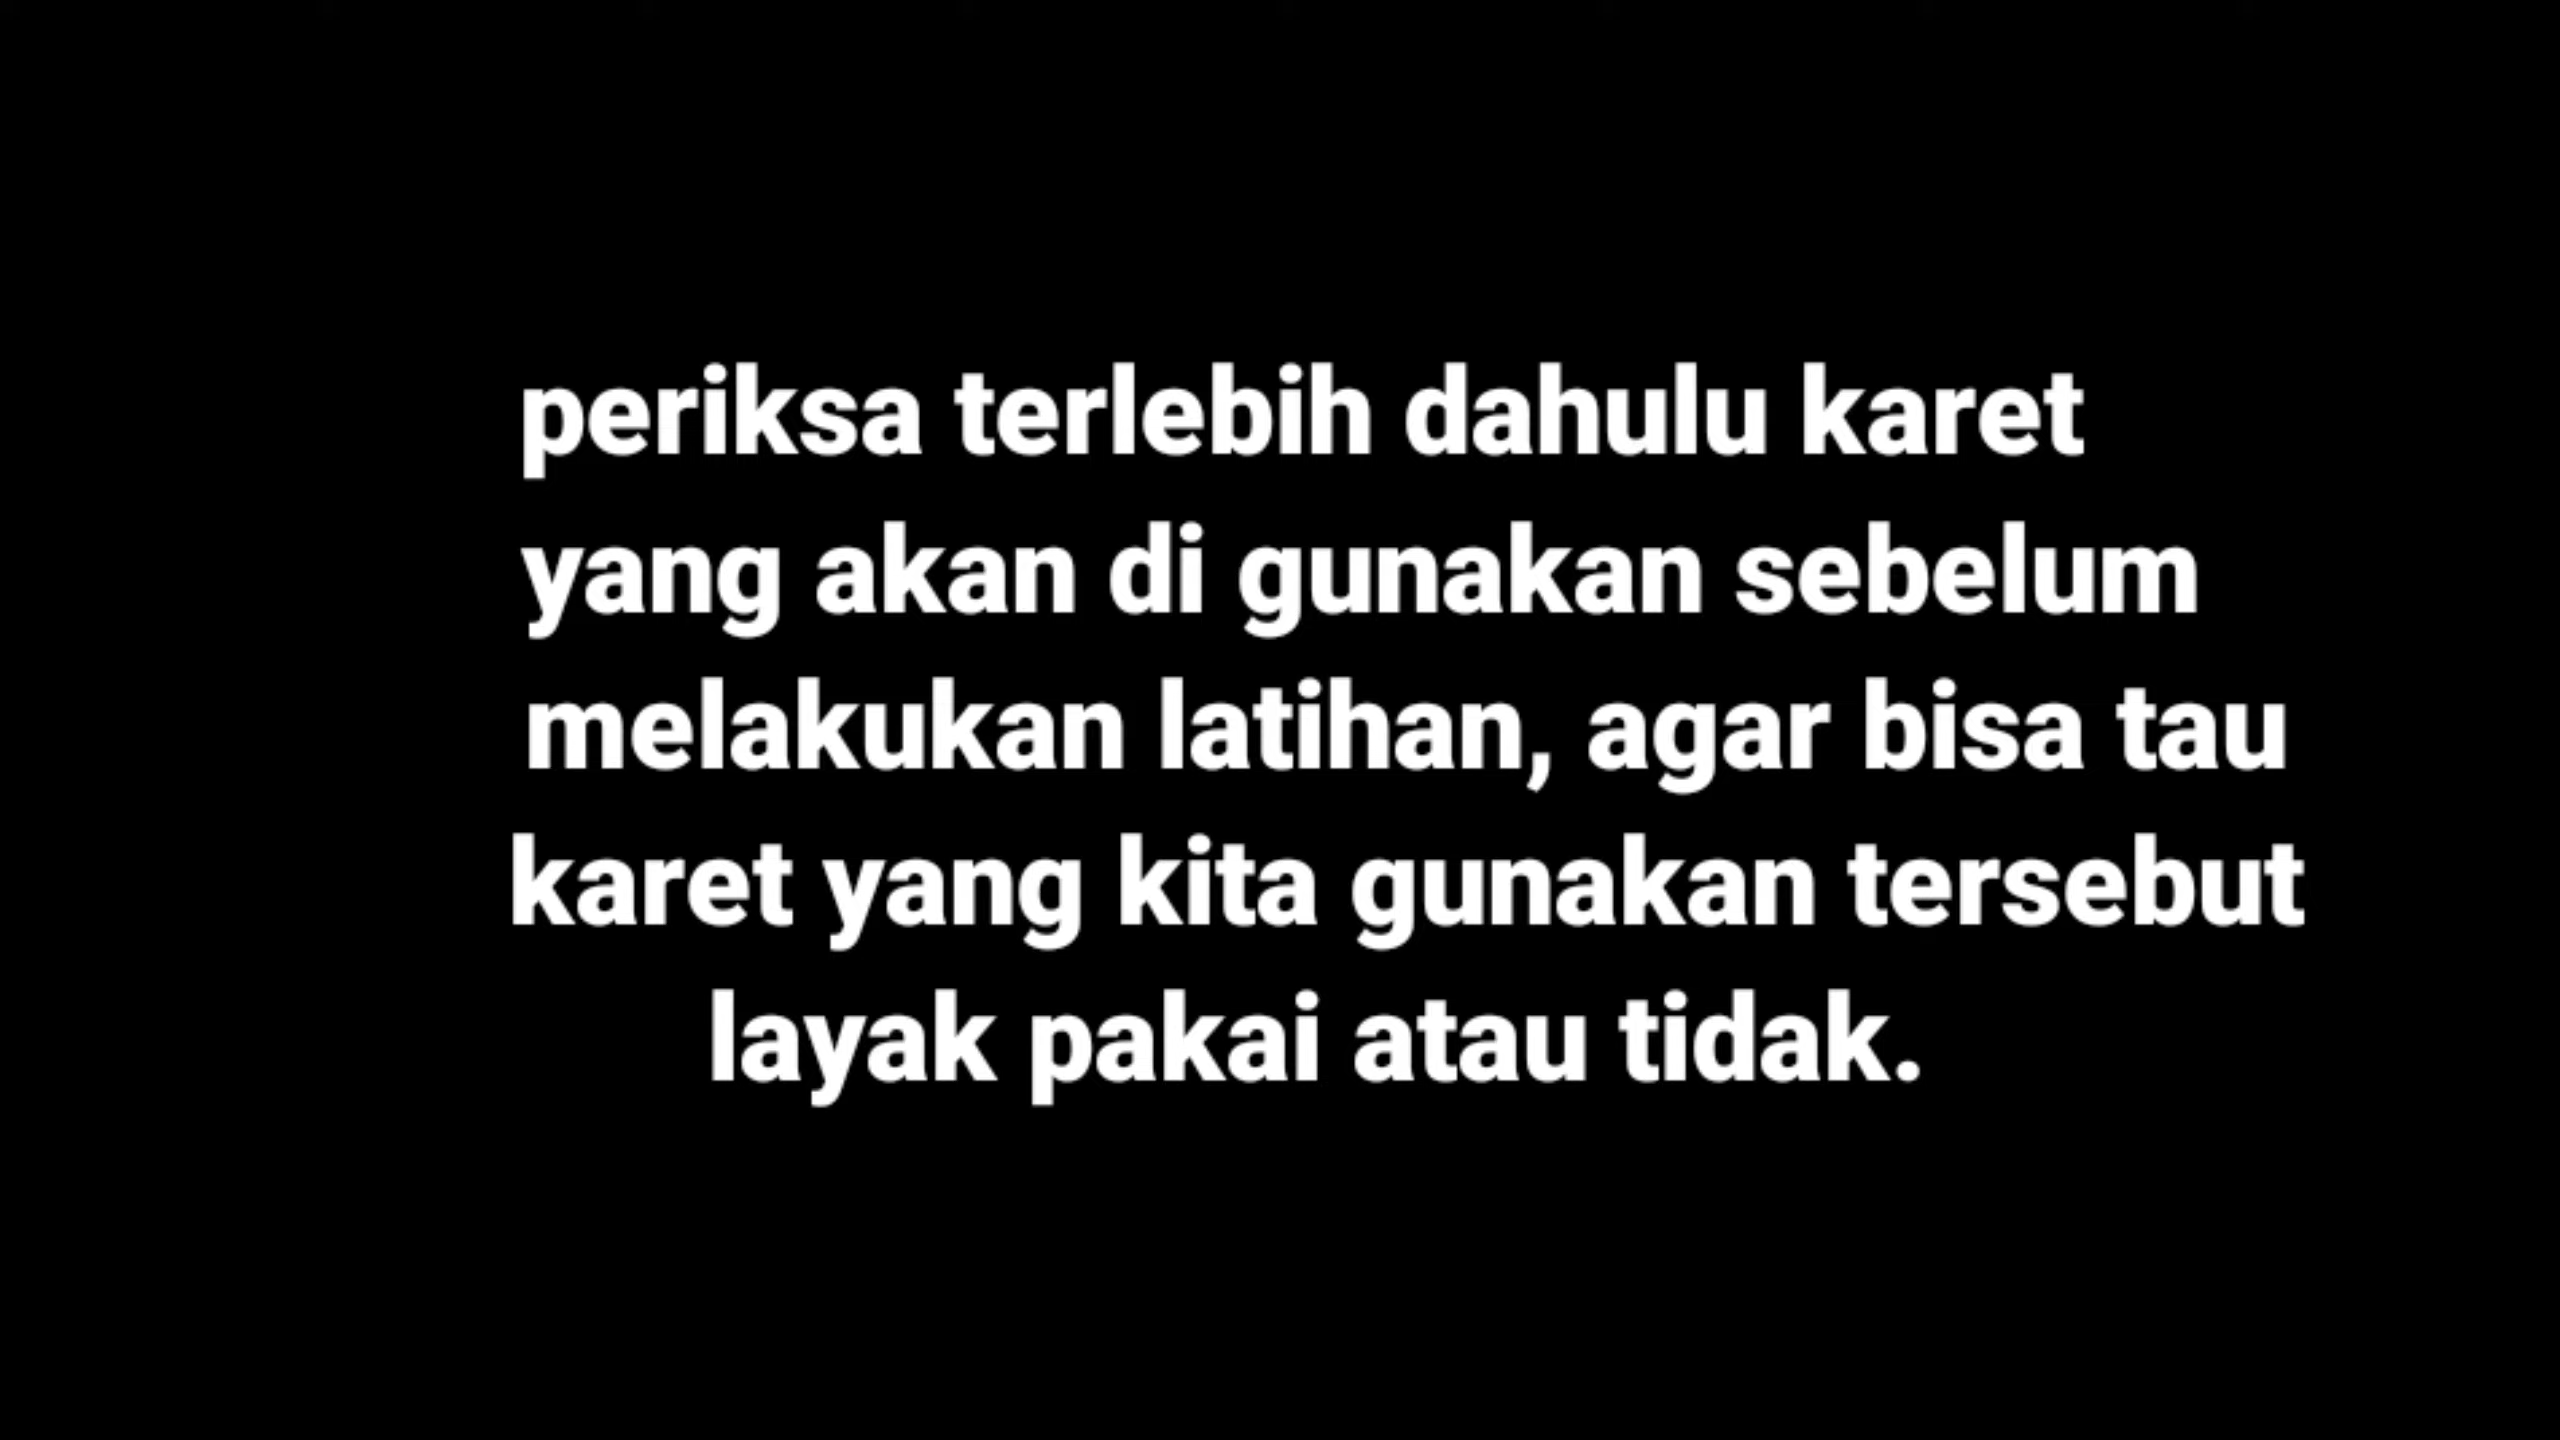 periksa terlebih dahulu karet
yang akan di gunakan sebelum
melakukan latihan, agar bisa tau
karet yang kita gunakan tersebut
layak pakai atau tidak.